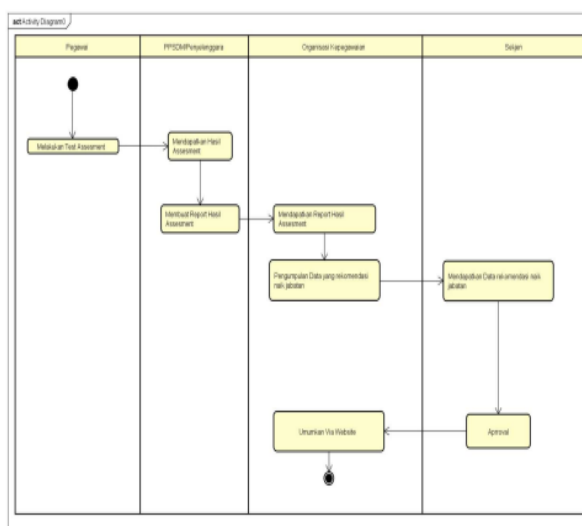 act Activity Diagram0
Pegawai
PPSDM/Penyelenggara
Organisasi Kepegawaian
Sekjen
Melakukan Test Assesment
Mendapatkan Hasil
Assesment
Membuat Report Hasil
Assesment
Mendapatkan Report Hasil
Assesment
Pengumpulan Data yang rekomendasi
naik jabatan
Mendapatkan Data rekomendasi naik
jabatan
Aproval
Umumkan Via Website